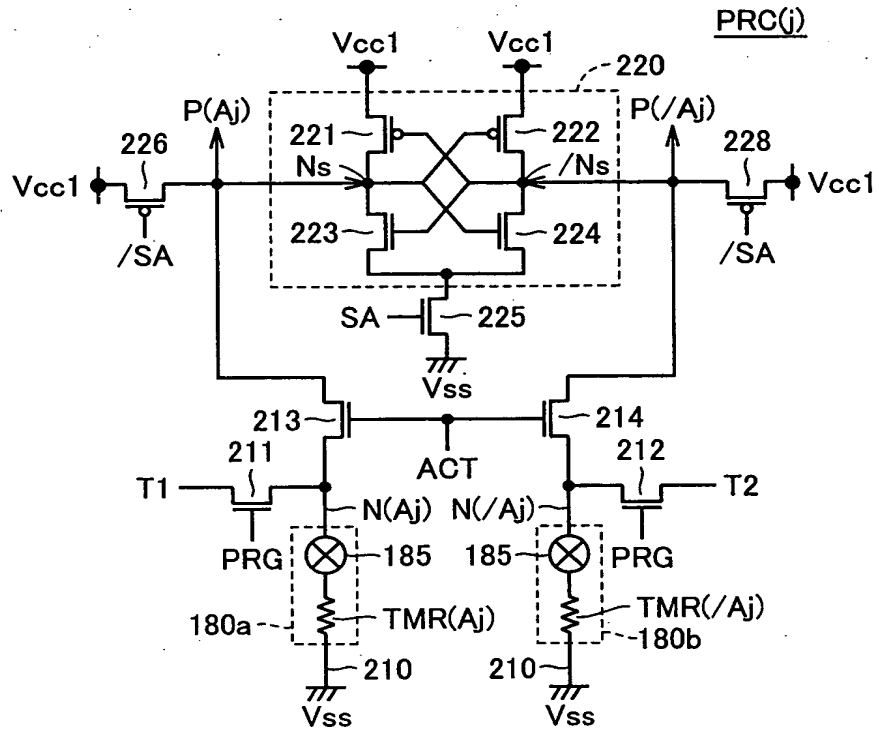 PRC(j)
Vcc1 Vcc1
220
P(Aj) P(/Aj)
226 221 222 228
Vcc1 Ns /Ns Vcc1
223 224
/SA /SA
SA 225
Vss
213 214
211 ACT 212
T1 T2
N(Aj) N(/Aj)
PRG 185 185 PRG
180a TMR(Aj) TMR(/Aj)
180b
210 210
Vss Vss